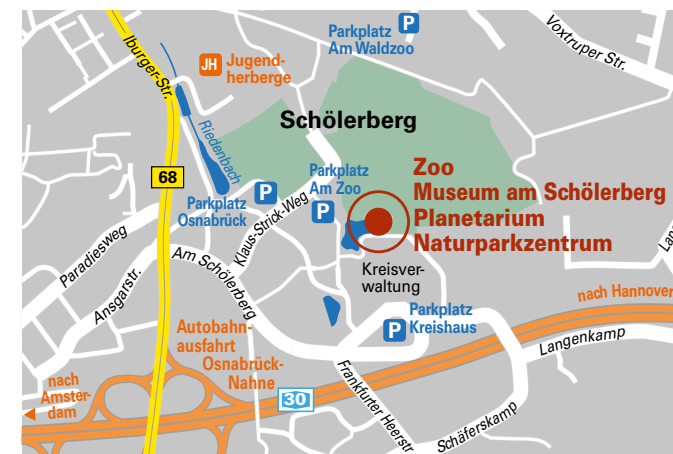 Parkplatz
Am Waldzoo
P
Voxtruper Str.
Iburger-Str.
JH
Jugend-
herberge
Schölerberg
Riedenbach
68
Parkplatz
Am Zoo
P
Zoo
Museum am Schölerberg
Planetarium
Naturparkzentrum
P
Parkplatz
Osnabrück
Klaus-Strick-Weg
Paradiesweg
Ansgarstr.
Am Schölerberg
Kreisver-
waltung
nach Hannover
Parkplatz
Kreishaus
P
Autobahn-
ausfahrt
Osnabrück-
Nahne
Langenkamp
nach
Amster-
dam
30
Frankfurter Heerstr
Schäferskamp